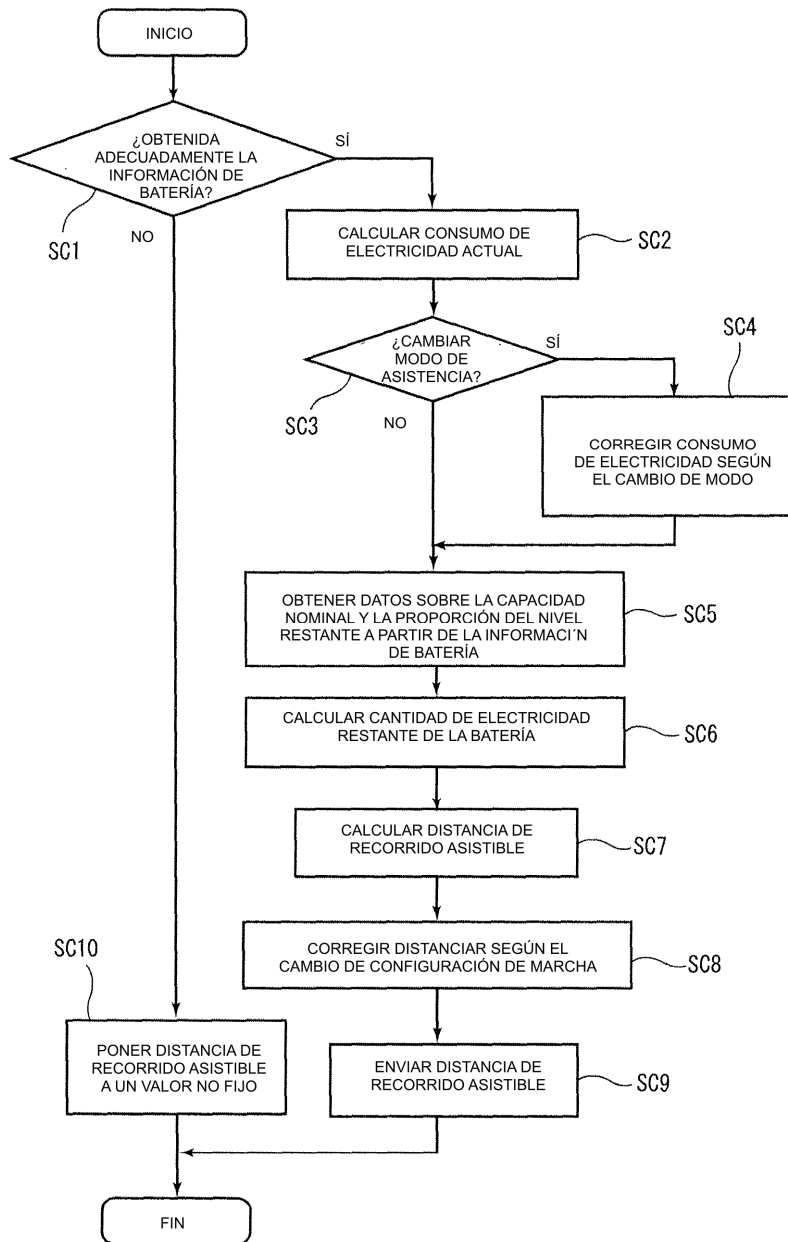 INICIO
¿OBTENIDA
ADECUADAMENTE LA
INFORMACIÓN DE
BATERÍA?
SÍ
SC1
NO
CALCULAR CONSUMO DE
ELECTRICIDAD ACTUAL
SC2
¿CAMBIAR
MODO DE
ASISTENCIA?
SÍ
SC3
NO
SC4
CORREGIR CONSUMO
DE ELECTRICIDAD SEGÚN
EL CAMBIO DE MODO
OBTENER DATOS SOBRE LA CAPACIDAD
NOMINAL Y LA PROPORCIÓN DEL NIVEL
RESTANTE A PARTIR DE LA INFORMACI´N
DE BATERÍA
SC5
CALCULAR CANTIDAD DE ELECTRICIDAD
RESTANTE DE LA BATERÍA
SC6
CALCULAR DISTANCIA DE
RECORRIDO ASISTIBLE
SC7
CORREGIR DISTANCIAR SEGÚN EL
CAMBIO DE CONFIGURACIÓN DE MARCHA
SC8
SC10
PONER DISTANCIA DE
RECORRIDO ASISTIBLE
A UN VALOR NO FIJO
ENVIAR DISTANCIA DE
RECORRIDO ASISTIBLE
SC9
FIN